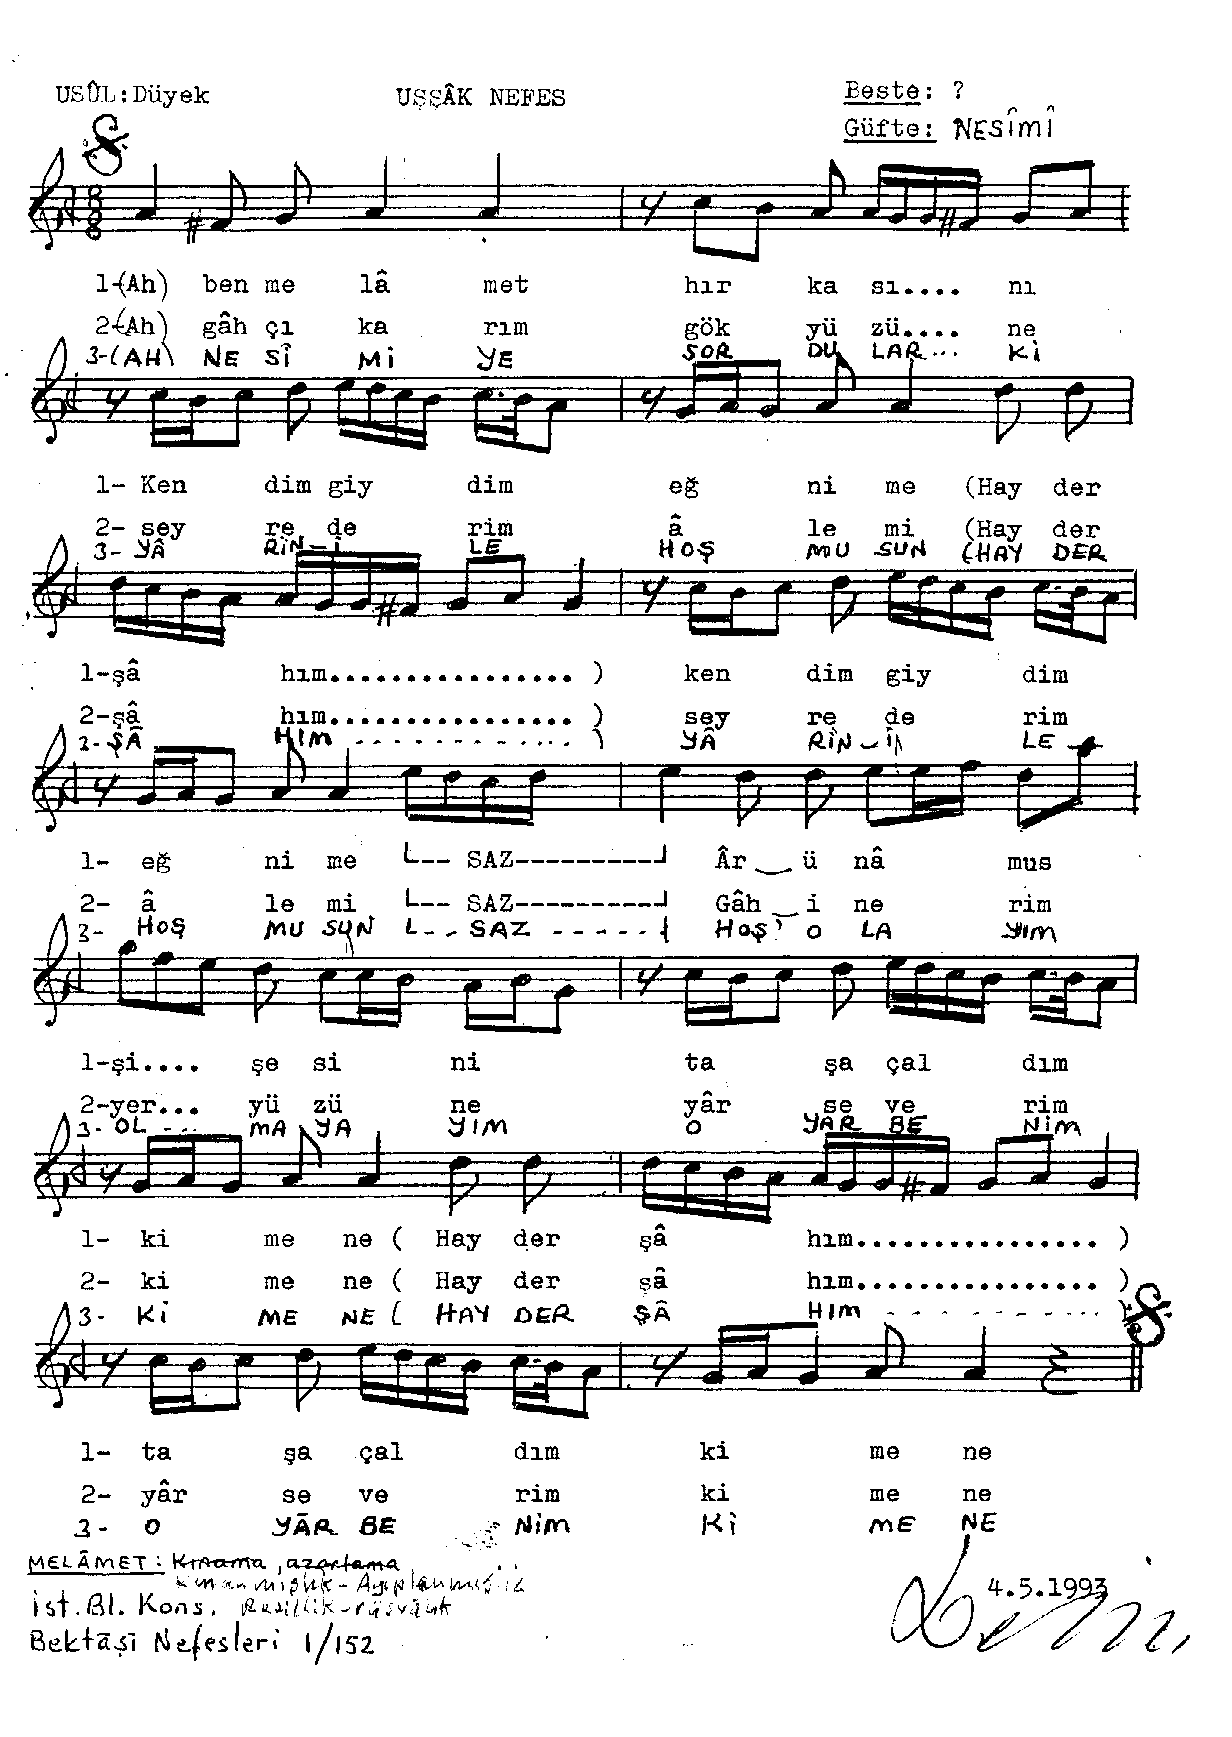 USÛL:Düyek UŞŞÂK NEFES Beste: ?
Güfte: NESÎMÎ
8
8
1-(Ah) ben me lâ met hır ka sı.... nı
2-(Ah) gâh çı ka rım gök yü zü.... ne
3-(AH) NE SÎ Mİ YE SOR DU LAR... Kİ
1- Ken dim giy dim eğ ni me (Hay der
2- sey re de rim â le mi (Hay der
3- YÂ RİN-İ LE HOŞ MU SUN (HAY DER
1-şâ hım................ ) ken dim giy dim
2-şâ hım................ ) sey re de rim
3-ŞÂ HIM ------------ ) YÂ RİN-İ LE
1- eğ ni me SAZ---------- Âr ü nâ mus
2- â le mi SAZ---------- Gâh i ne rim
3- HOŞ MU SUN SAZ ----- HOŞ O LA YIM
1-şi.... şe si ni ta şa çal dım
2-yer... yü zü ne yâr se ve rim
3- OL --- MA YA YIM O YAR BE NİM
1- ki me ne ( Hay der şâ hım............... )
2- ki me ne ( Hay der şâ hım............... )
3- Kİ ME NE ( HAY DER ŞÂ HIM ---------- )
1- ta şa çal dım ki me ne
2- yâr se ve rim ki me ne
3- O YÂR BE NİM Kİ ME NE
MELÂMET: Kınama, azarlama
Kınanmışlık- Ayıplanmışlık 4.5.1993
İst. Bl. Kons. Rezillik-rüsvâlık
Bektâşî Nefesleri 1/152